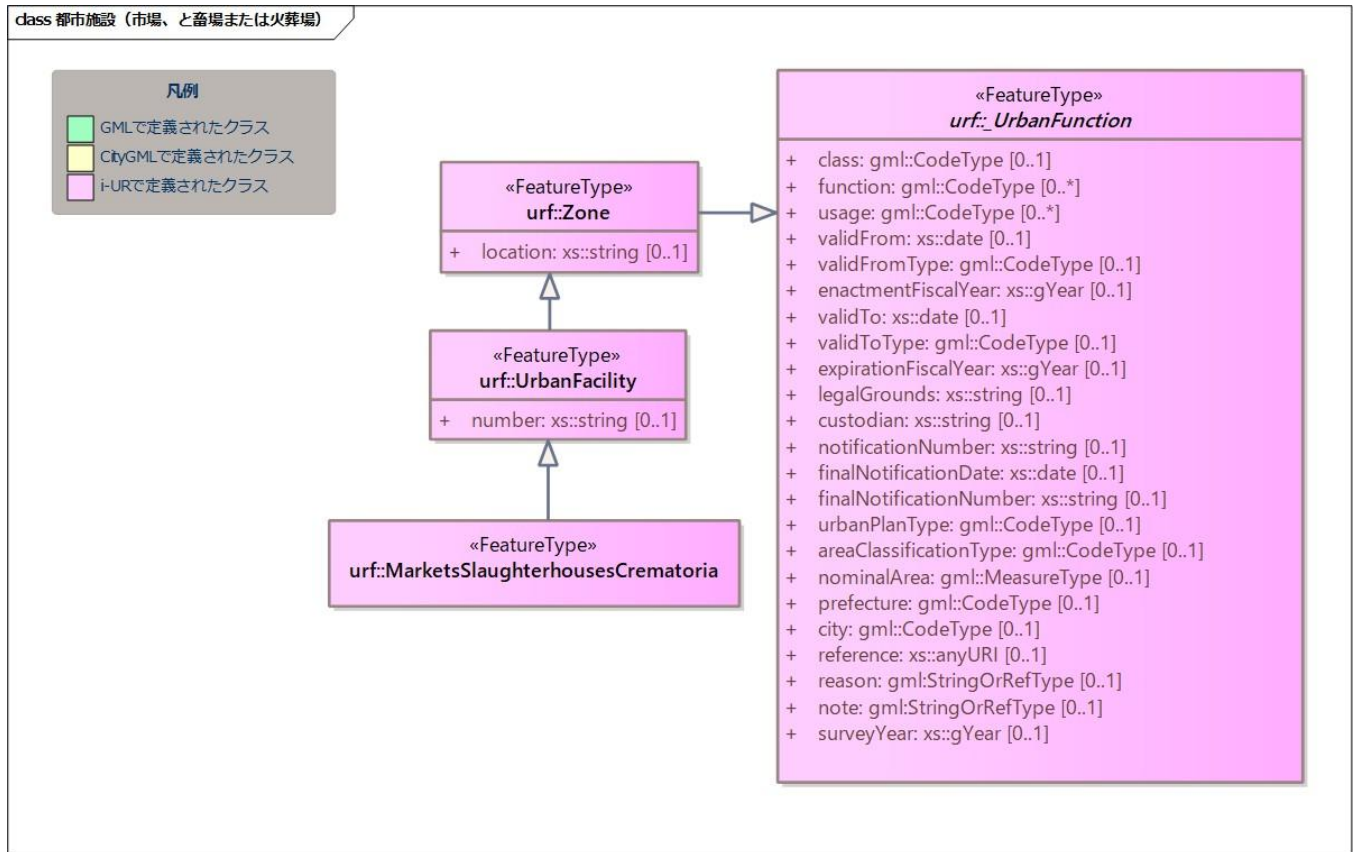 class 都市施設（市場、と畜場または火葬場）
凡例
GMLで定義されたクラス
CityGMLで定義されたクラス
i-URで定義されたクラス
«FeatureType»
urf::Zone
+ location: xs::string [0..1]
«FeatureType»
urf::UrbanFacility
+ number: xs::string [0..1]
«FeatureType»
urf::MarketsSlaughterhousesCrematoria
«FeatureType»
urf::_UrbanFunction
+ class: gml::CodeType [0..1]
+ function: gml::CodeType [0..*]
+ usage: gml::CodeType [0..*]
+ validFrom: xs::date [0..1]
+ validFromType: gml::CodeType [0..1]
+ enactmentFiscalYear: xs::gYear [0..1]
+ validTo: xs::date [0..1]
+ validToType: gml::CodeType [0..1]
+ expirationFiscalYear: xs::gYear [0..1]
+ legalGrounds: xs::string [0..1]
+ custodian: xs::string [0..1]
+ notificationNumber: xs::string [0..1]
+ finalNotificationDate: xs::date [0..1]
+ finalNotificationNumber: xs::string [0..1]
+ urbanPlanType: gml::CodeType [0..1]
+ areaClassificationType: gml::CodeType [0..1]
+ nominalArea: gml::MeasureType [0..1]
+ prefecture: gml::CodeType [0..1]
+ city: gml::CodeType [0..1]
+ reference: xs::anyURI [0..1]
+ reason: gml:StringOrRefType [0..1]
+ note: gml:StringOrRefType [0..1]
+ surveyYear: xs::gYear [0..1]